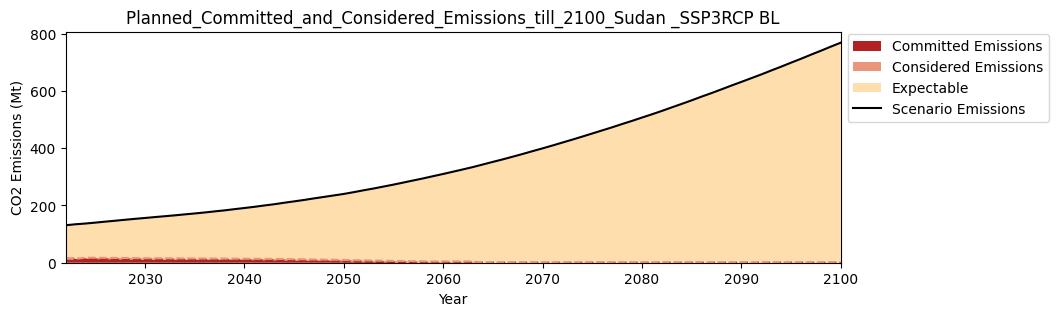 Planned_Committed_and_Considered_Emissions_till_2100_Sudan _SSP3RCP BL
CO2 Emissions (Mt)
800
600
400
200
0
2030 2040 2050 2060 2070 2080 2090 2100
Year
Committed Emissions
Considered Emissions
Expectable
Scenario Emissions